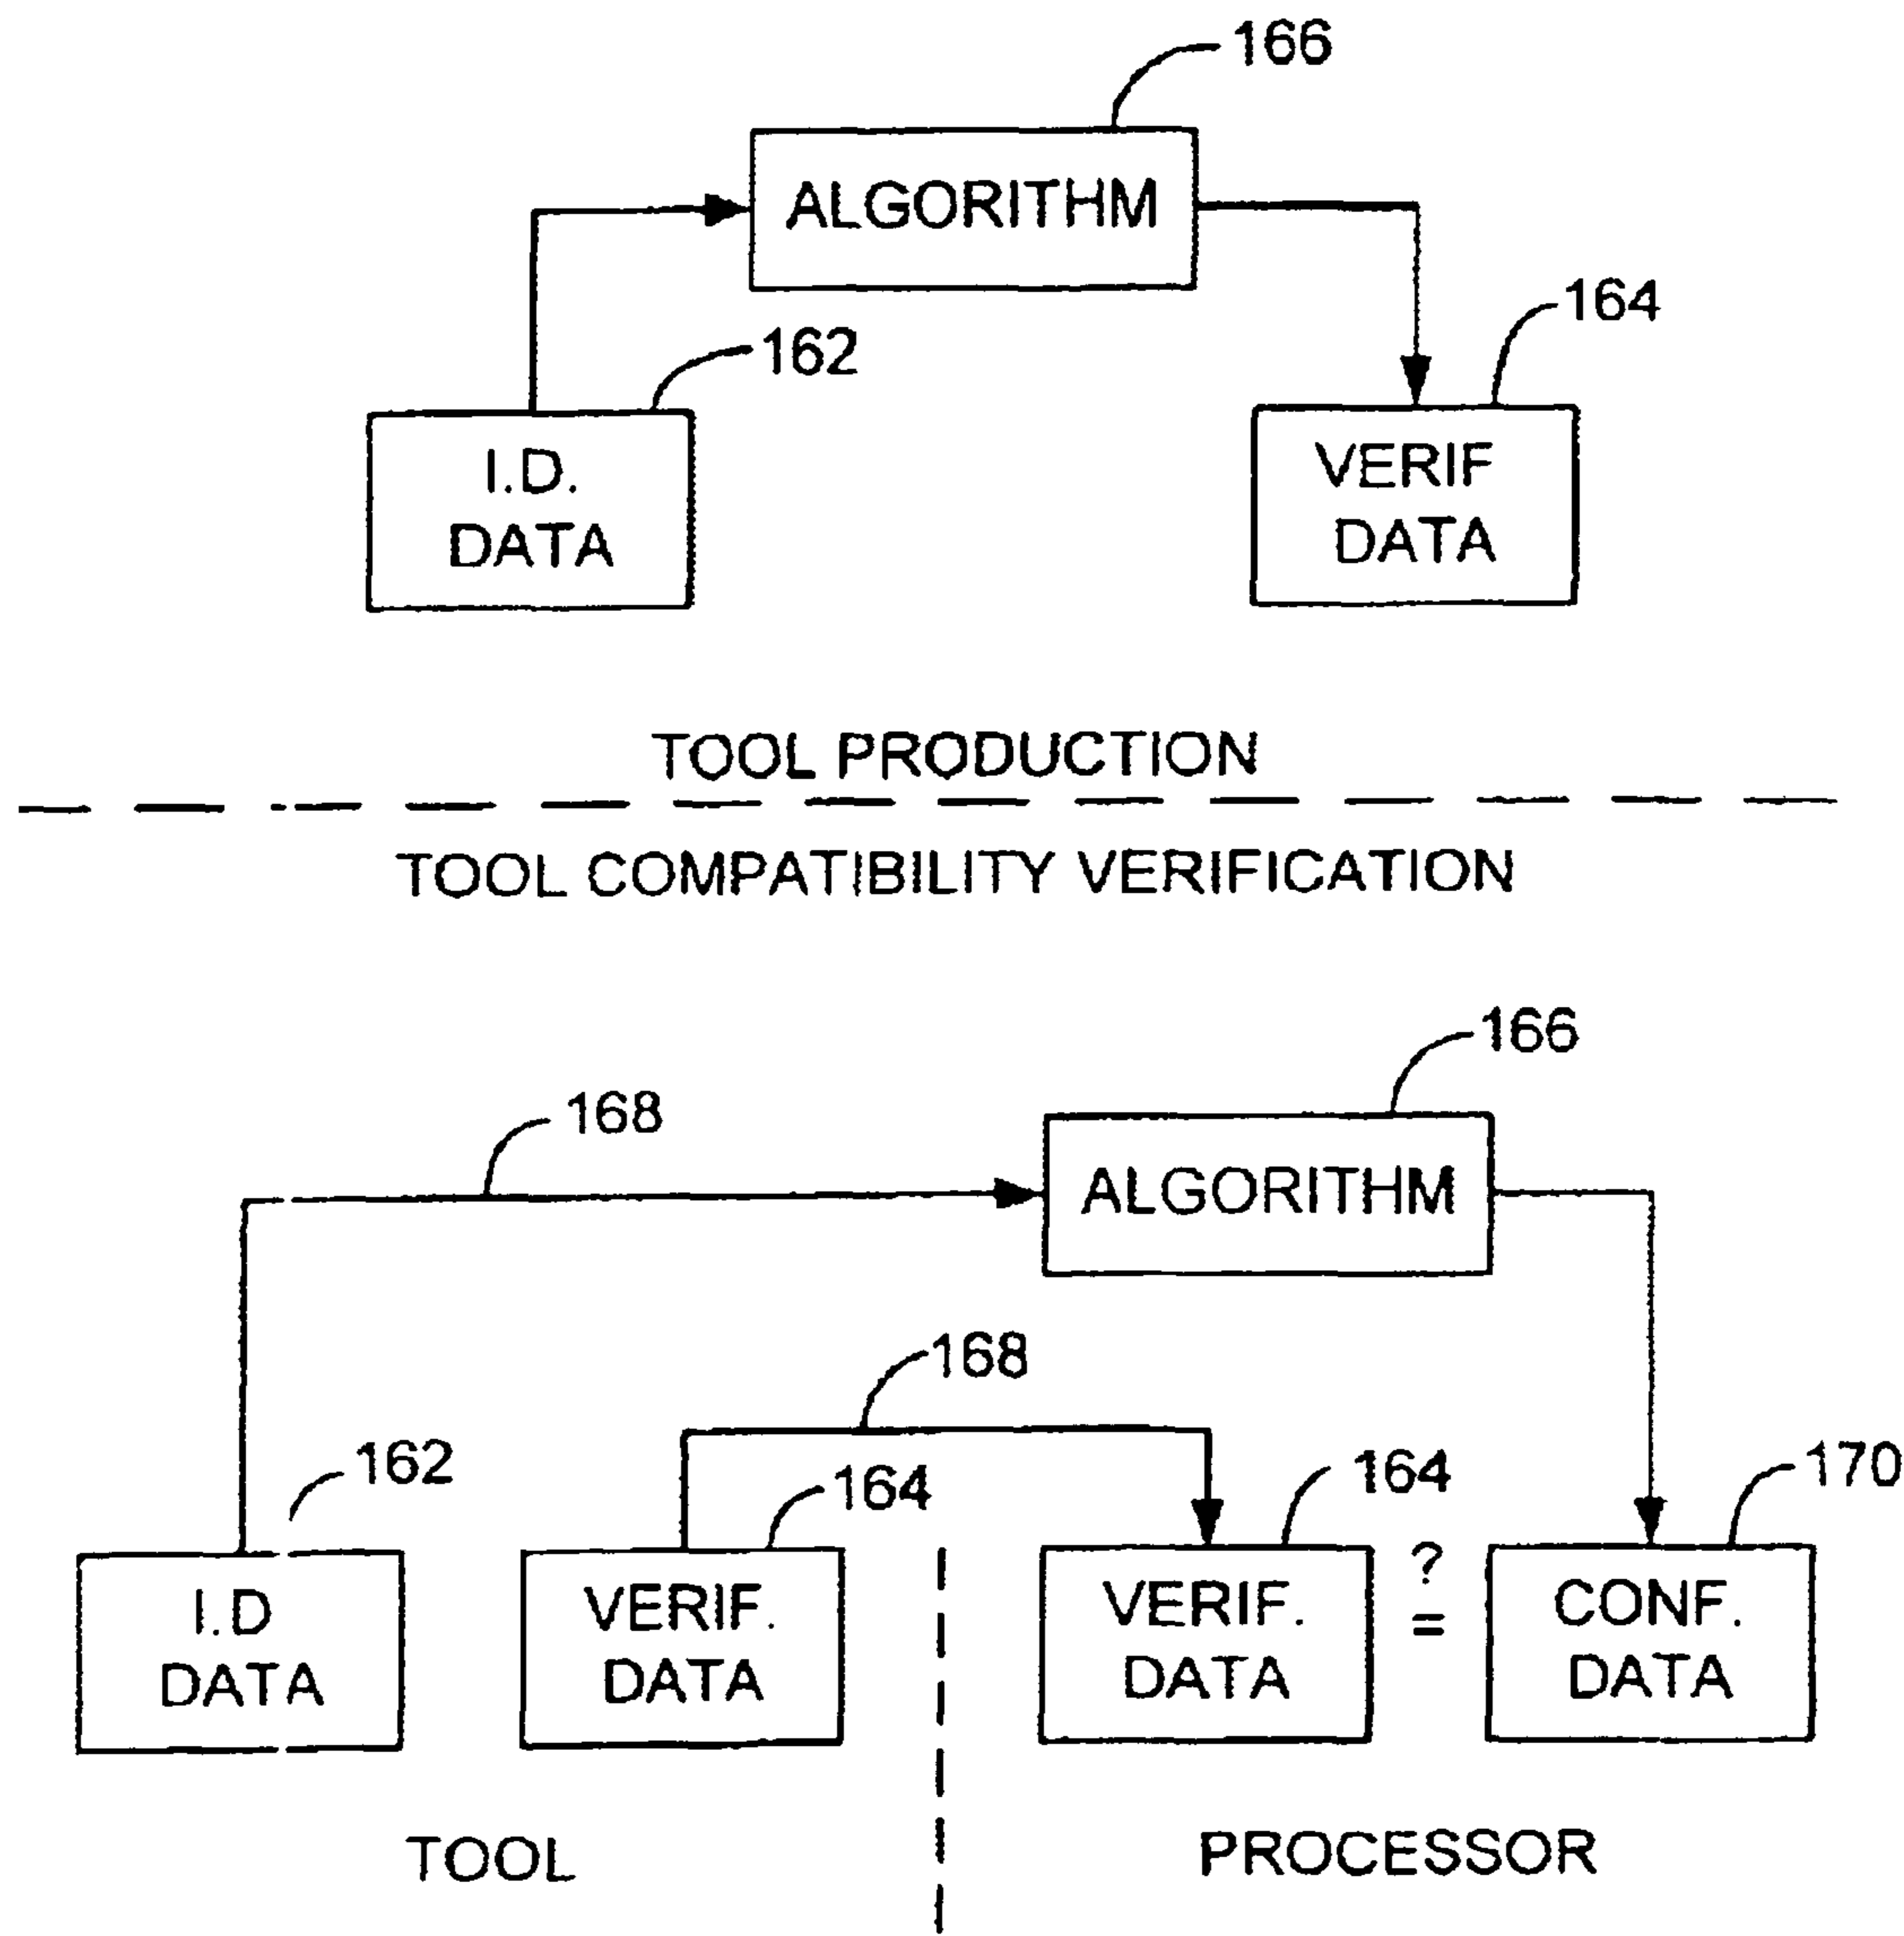 166
ALGORITHM
164
162
I.D.
DATA
VERIF
DATA
TOOL PRODUCTION
TOOL COMPATIBILITY VERIFICATION
166
168
ALGORITHM
168
162
164
164
170
I.D
DATA
VERIF.
DATA
VERIF.
DATA
?
=
CONF.
DATA
TOOL
PROCESSOR